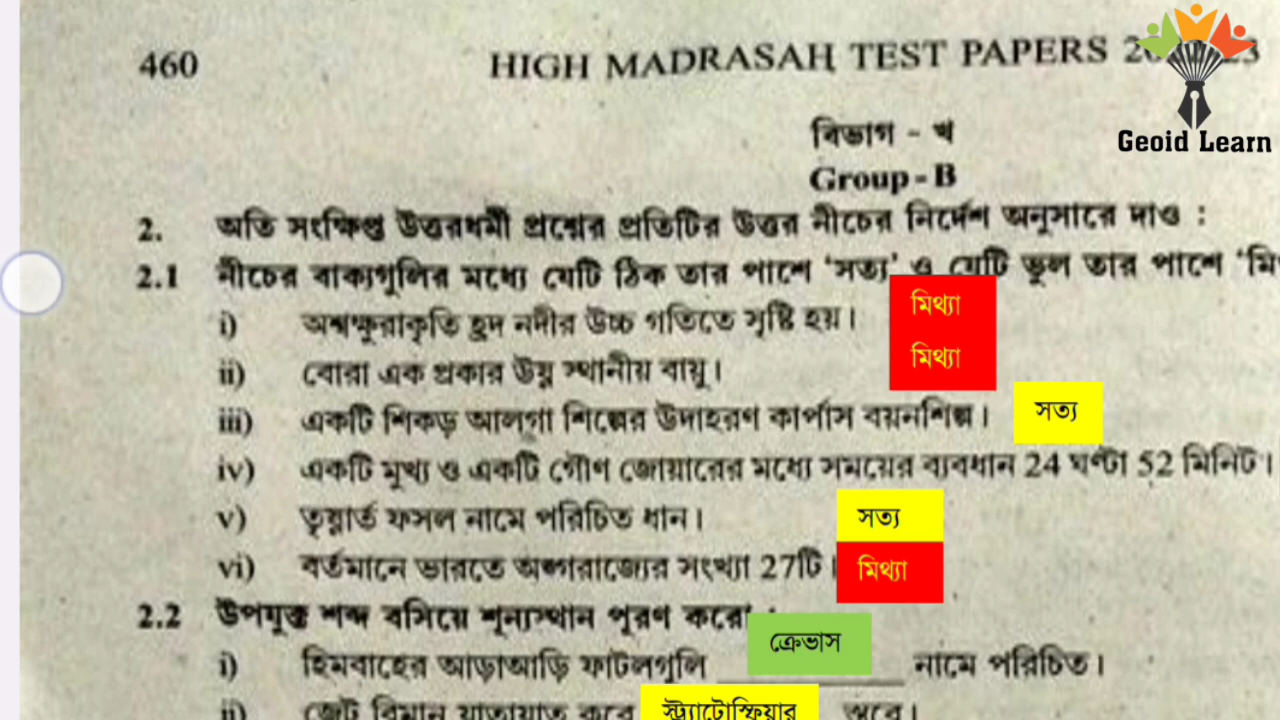 460 HIGH MADRASAH TEST PAPERS
Geoid Learn
বিভাগ - খ
Group - B
2. অতি সংক্ষিপ্ত উত্তরধর্মী প্রশ্নের প্রতিটির উত্তর নীচের নির্দেশ অনুসারে দাও :
2.1 নীচের বাক্যগুলির মধ্যে যেটি ঠিক তার পাশে ‘সত্য’ ও যেটি ভুল তার পাশে
i) অশ্বক্ষুরাকৃতি হ্রদ নদীর উচ্চ গতিতে সৃষ্টি হয়। মিথ্যা
ii) বোরা এক প্রকার উষ্ণ স্থানীয় বায়ু। মিথ্যা
iii) একটি শিকড় আলগা শিল্পের উদাহরণ কার্পাস বয়নশিল্প। সত্য
iv) একটি মুখ্য ও একটি গৌণ জোয়ারের মধ্যে সময়ের ব্যবধান 24 ঘণ্টা 52 মিনিট।
v) তৃষ্ণার্ত ফসল নামে পরিচিত ধান। সত্য
vi) বর্তমানে ভারতে অঙ্গরাজ্যের সংখ্যা 27টি। মিথ্যা
2.2 উপযুক্ত শব্দ বসিয়ে শূন্যস্থান পূরণ করো :
i) হিমবাহের আড়াআড়ি ফাটলগুলি ক্রেভাস নামে পরিচিত।
ii) জেট বিমান যাতায়াত করে স্ট্র্যাটোস্ফিয়ার স্তরে।